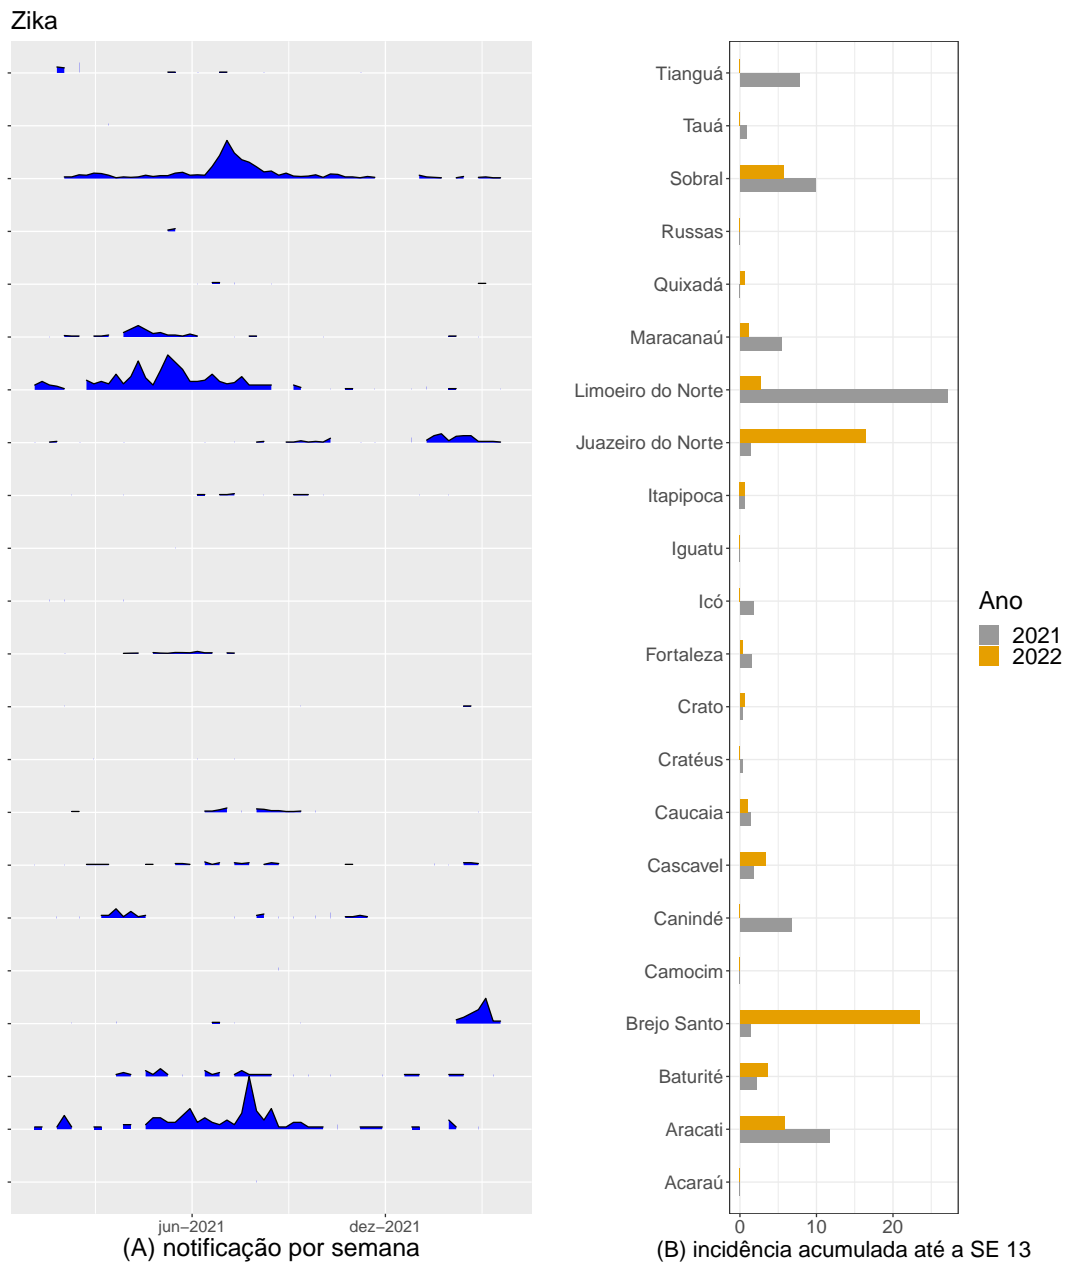 Zika
Tianguá
Tauá
Sobral
Russas
Quixadá
Maracanaú
Limoeiro do Norte
Juazeiro do Norte
Itapipoca
Iguatu
Icó
Fortaleza
Crato
Cratéus
Caucaia
Cascavel
Canindé
Camocim
Brejo Santo
Baturité
Aracati
Acaraú
jun−2021
dez−2021
(A) notificação por semana
0
10
20
(B) incidência acumulada até a SE 13
Ano
2021
2022